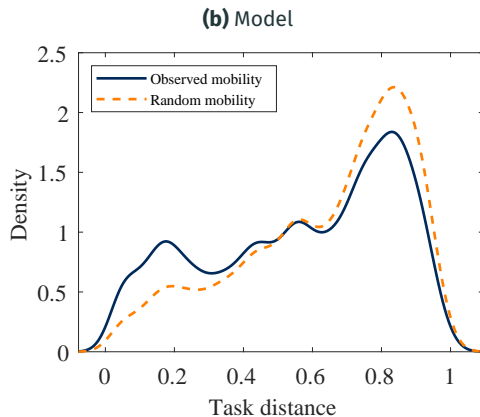 (b) Model
2.5
Observed mobility
Random mobility
2
1.5
Density
1
0.5
0
0 0.2 0.4 0.6 0.8 1
Task distance